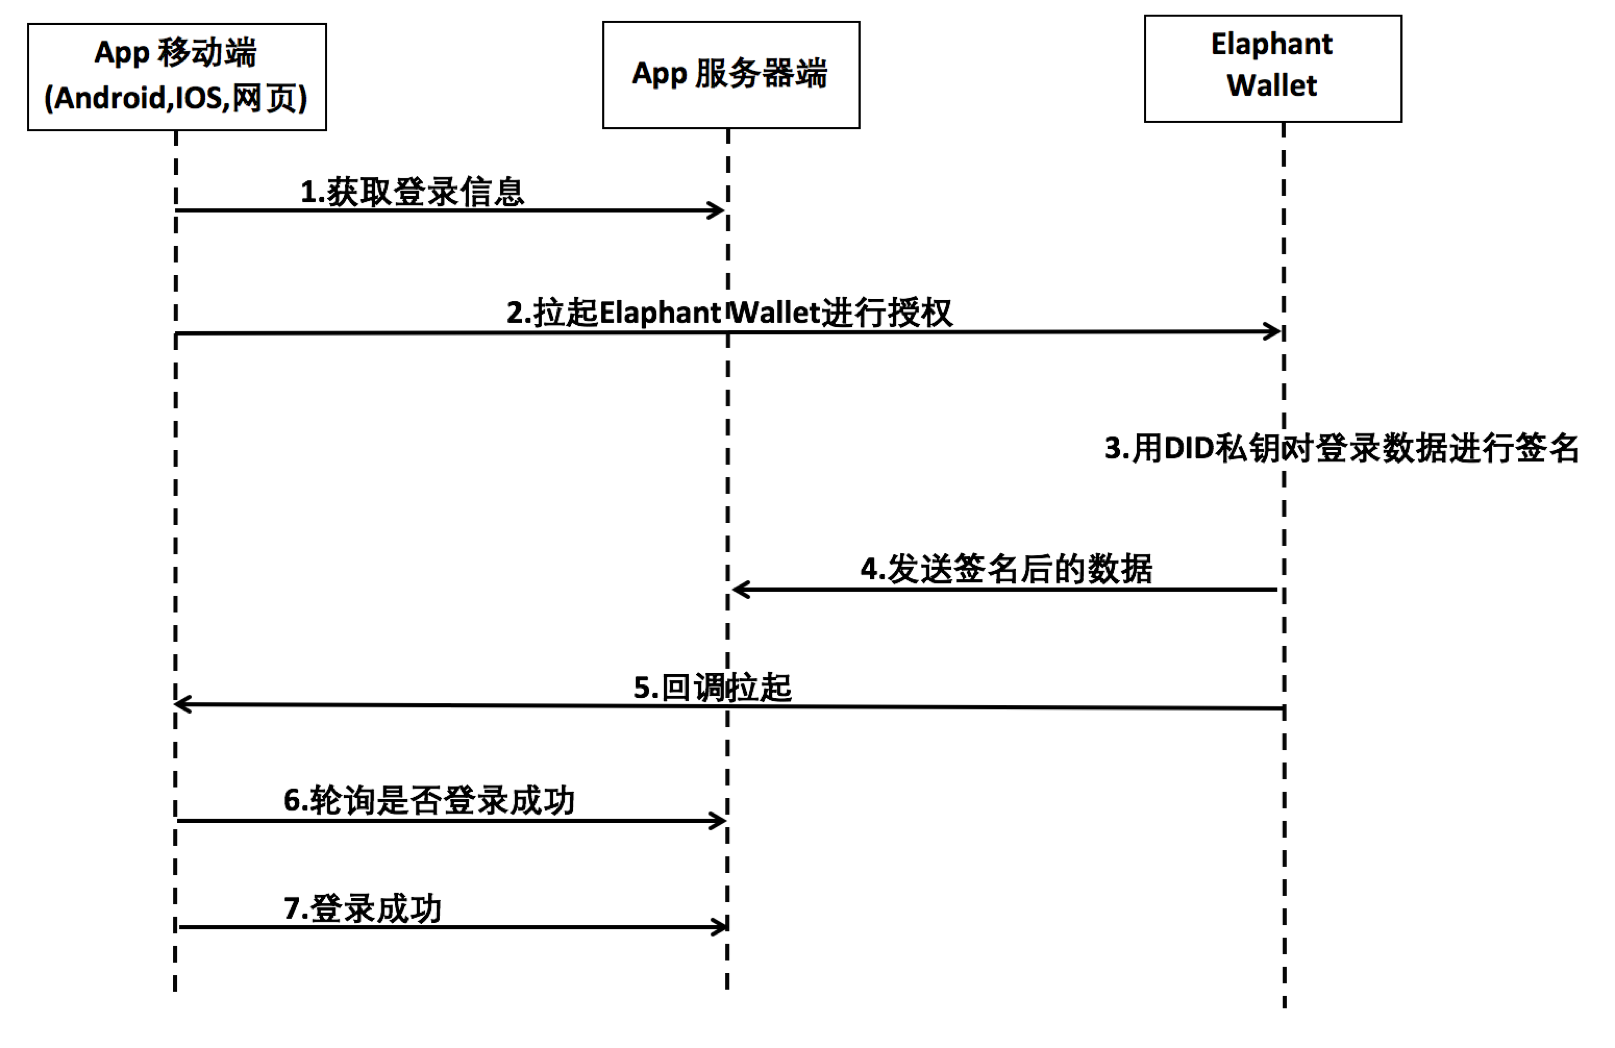 App 移动端
(Android,IOS,网页)
App 服务器端
Elaphant
Wallet
1.获取登录信息
2.拉起Elaphant Wallet进行授权
3.用DID私钥对登录数据进行签名
4.发送签名后的数据
5.回调拉起
6.轮询是否登录成功
7.登录成功